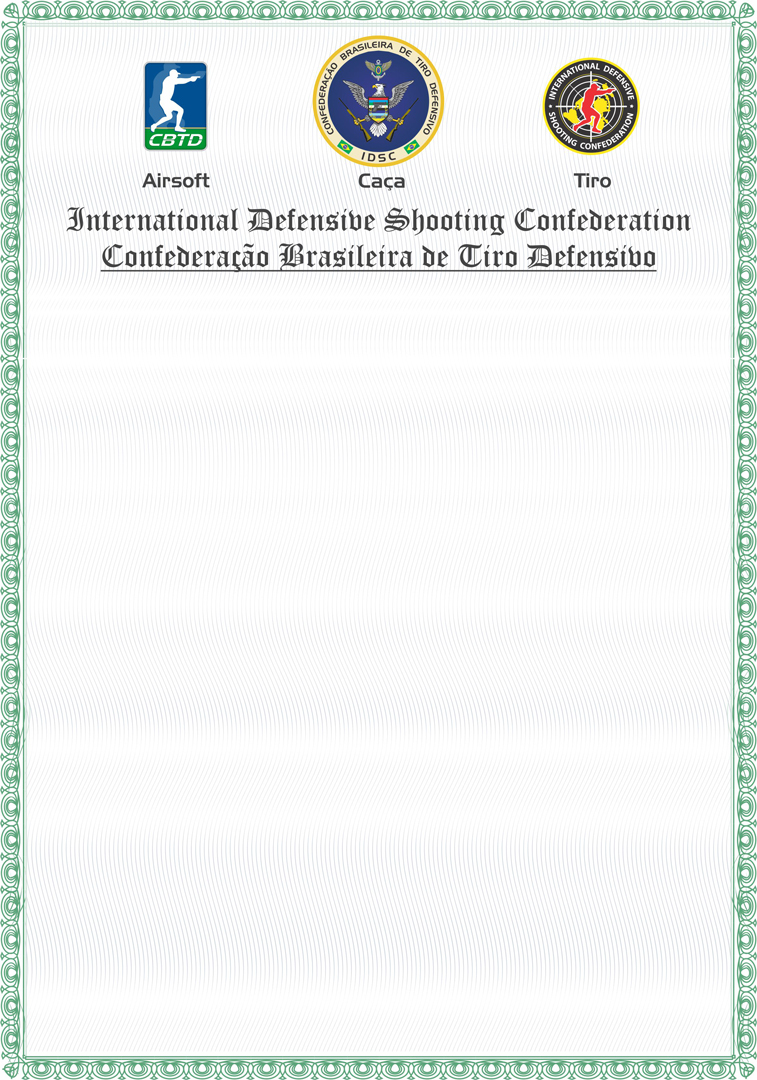 CBTD
CONFEDERAÇÃO BRASILEIRA DE TIRO DEFENSIVO
IDSC
INTERNATIONAL DEFENSIVE
SHOOTING CONFEDERATION
Airsoft Caça Tiro
International Defensive Shooting Confederation
Confederação Brasileira de Tiro Defensivo